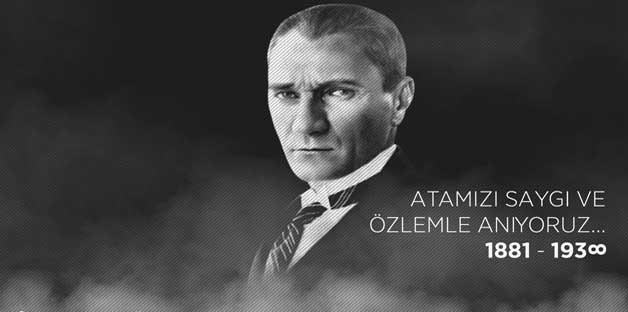 ATAMIZI SAYGI VE
ÖZLEMLE ANIYORUZ...
1881 - 193∞